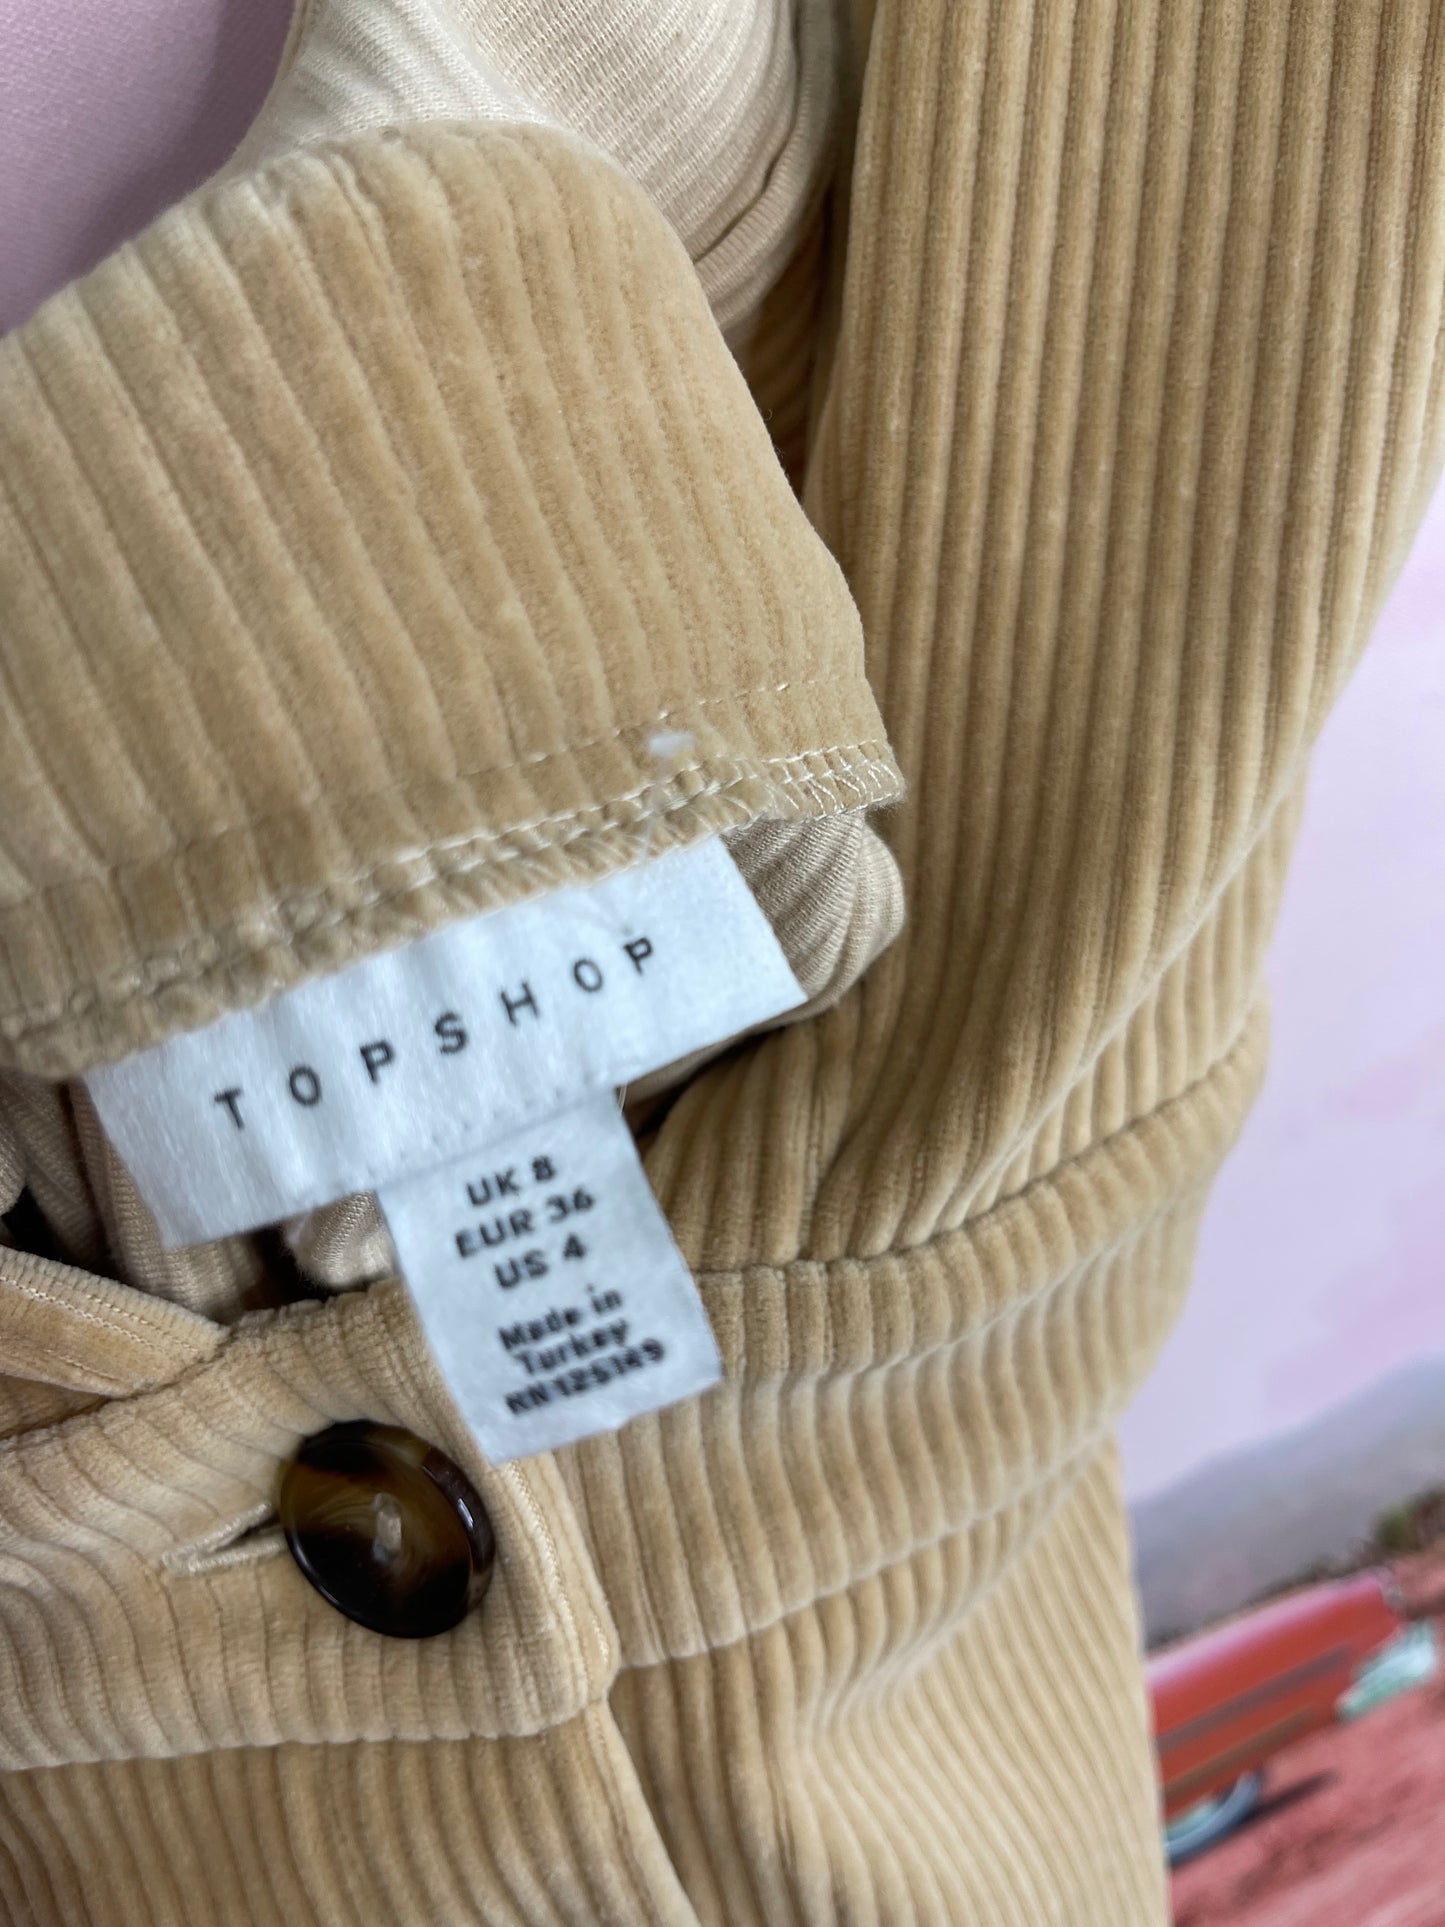 TOPSHOP
UK 8
EUR 36
US 4
Made in
Turkey
RN125149